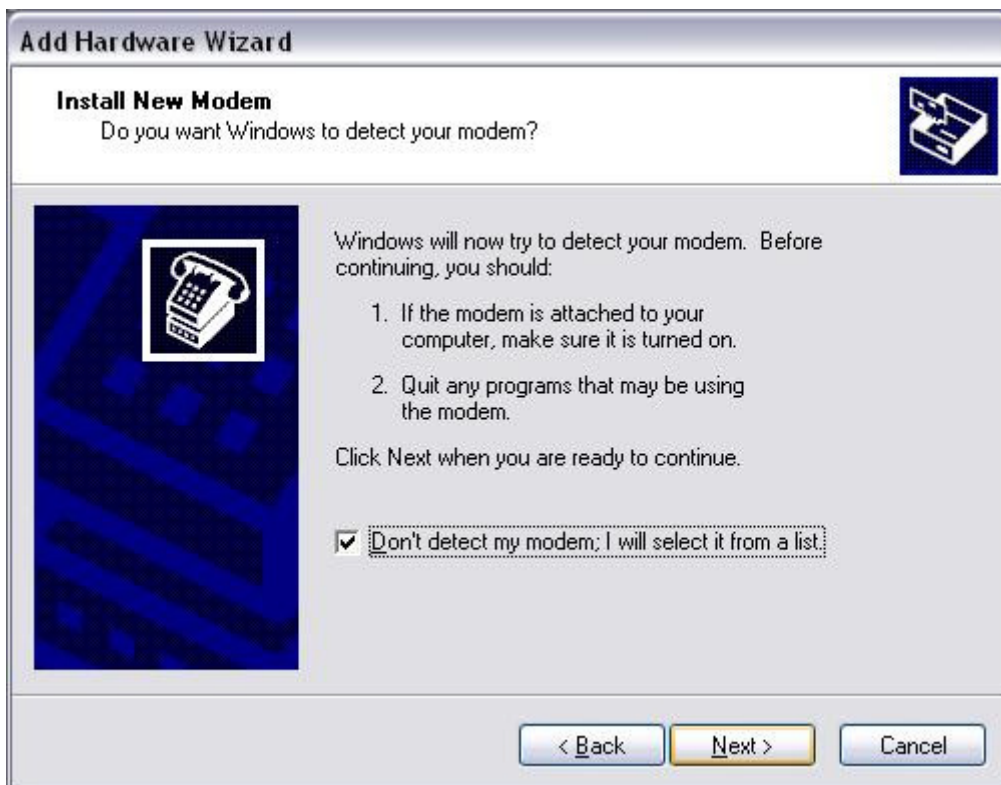 Add Hardware Wizard
Install New Modem
Do you want Windows to detect your modem?
Windows will now try to detect your modem.  Before
continuing, you should:
1.  If the modem is attached to your
computer, make sure it is turned on.
2.  Quit any programs that may be using
the modem.
Click Next when you are ready to continue.
Don't detect my modem; I will select it from a list.
< Back
Next >
Cancel